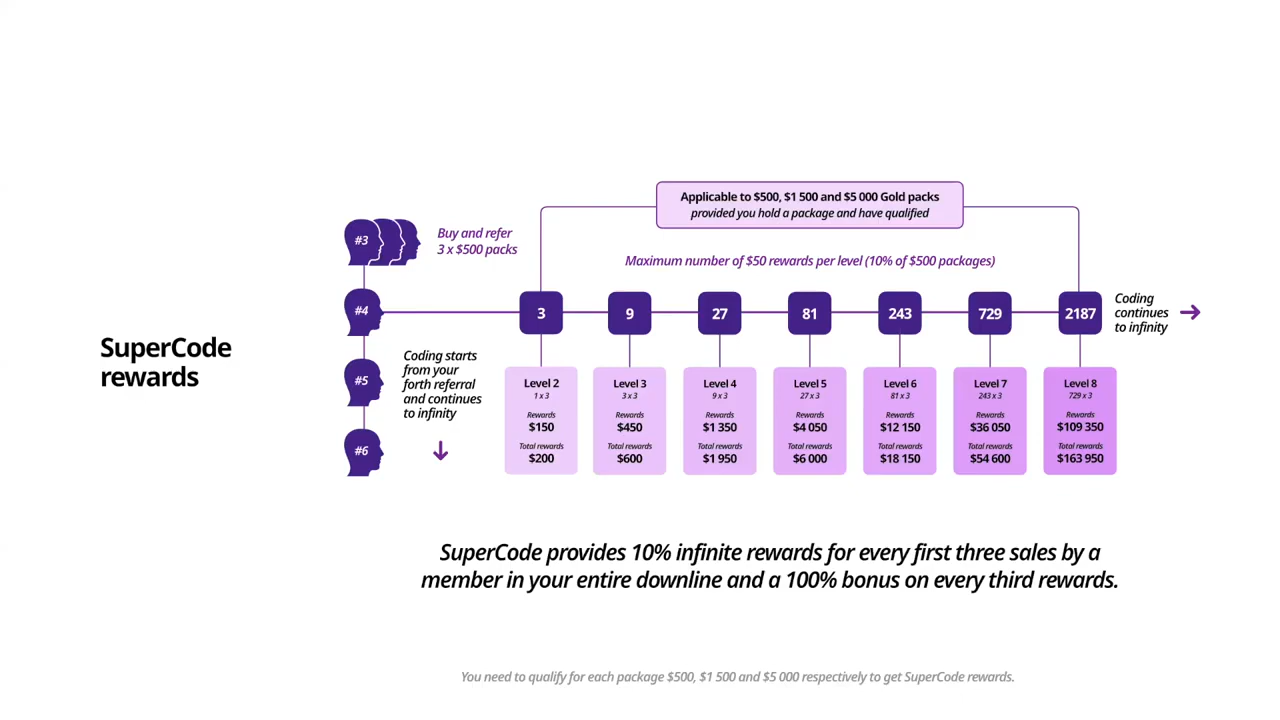 Applicable to $500, $1 500 and $5 000 Gold packs
provided you hold a package and have qualified
#3
Buy and refer
3 x $500 packs
Maximum number of $50 rewards per level (10% of $500 packages)
#4
3
9
27
81
243
729
2187
Coding
continues
to infinity
SuperCode
rewards
Coding starts
from your
forth referral
and continues
to infinity
#5
#6
Level 2
1 x 3
Rewards
$150
Total rewards
$200
Level 3
3 x 3
Rewards
$450
Total rewards
$600
Level 4
9 x 3
Rewards
$1 350
Total rewards
$1 950
Level 5
27 x 3
Rewards
$4 050
Total rewards
$6 000
Level 6
81 x 3
Rewards
$12 150
Total rewards
$18 150
Level 7
243 x 3
Rewards
$36 050
Total rewards
$54 600
Level 8
729 x 3
Rewards
$109 350
Total rewards
$163 950
SuperCode provides 10% infinite rewards for every first three sales by a
member in your entire downline and a 100% bonus on every third rewards.
You need to qualify for each package $500, $1 500 and $5 000 respectively to get SuperCode rewards.